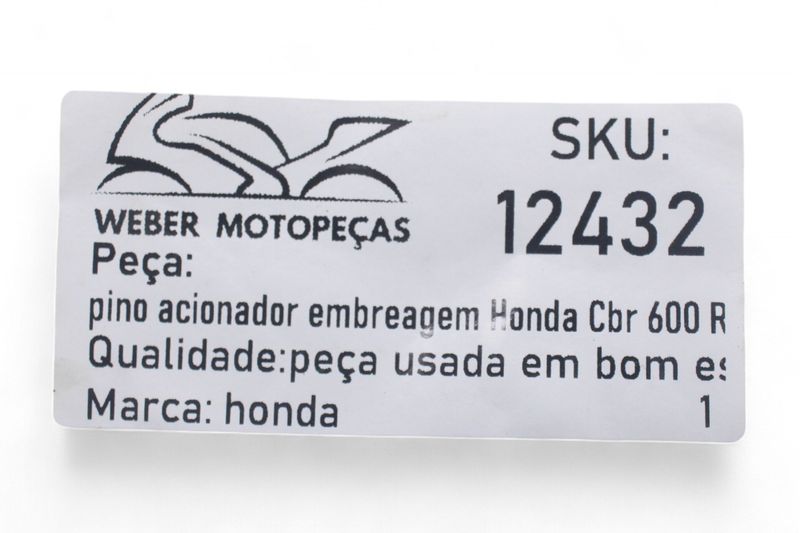 SKU:
12432
WEBER MOTOPEÇAS
Peça:
pino acionador embreagem Honda Cbr 600 R
Qualidade:peça usada em bom es
Marca: honda 1